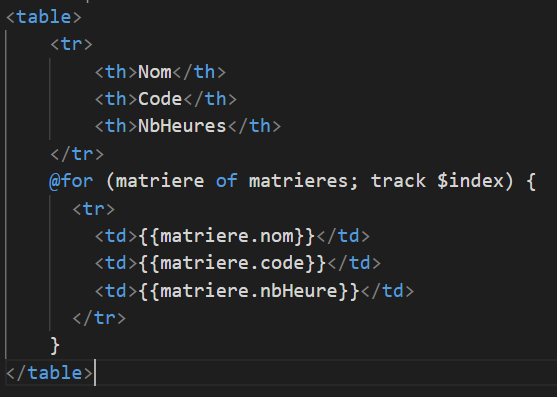 <table>
<tr>
<th>Nom</th>
<th>Code</th>
<th>NbHeures</th>
</tr>
@for (matriere of matrieres; track $index) {
<tr>
<td>{{matriere.nom}}</td>
<td>{{matriere.code}}</td>
<td>{{matriere.nbHeure}}</td>
</tr>
}
</table>